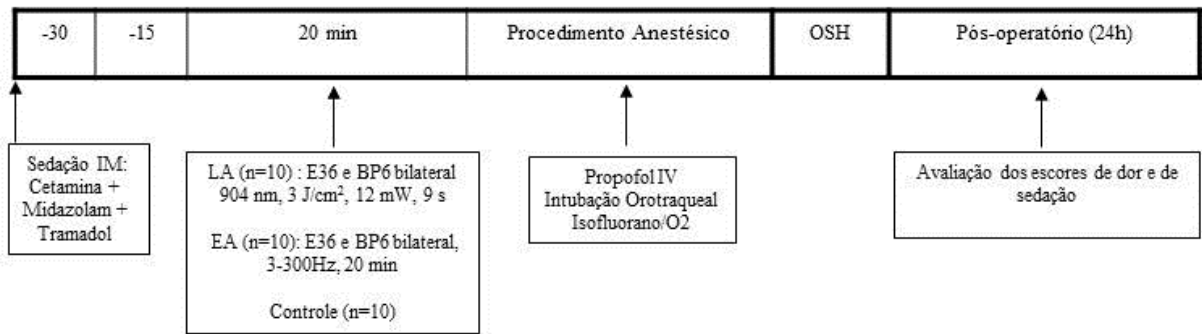 -30
-15
20 min
Procedimento Anestésico
OSH
Pós-operatório (24h)
Sedação IM:
Cetamina +
Midazolam +
Tramadol
LA (n=10) : E36 e BP6 bilateral
904 nm, 3 J/cm², 12 mW, 9 s
EA (n=10): E36 e BP6 bilateral,
3-300Hz, 20 min
Controle (n=10)
Propofol IV
Intubação Orotraqueal
Isofluorano/O2
Avaliação dos escores de dor e de
sedação